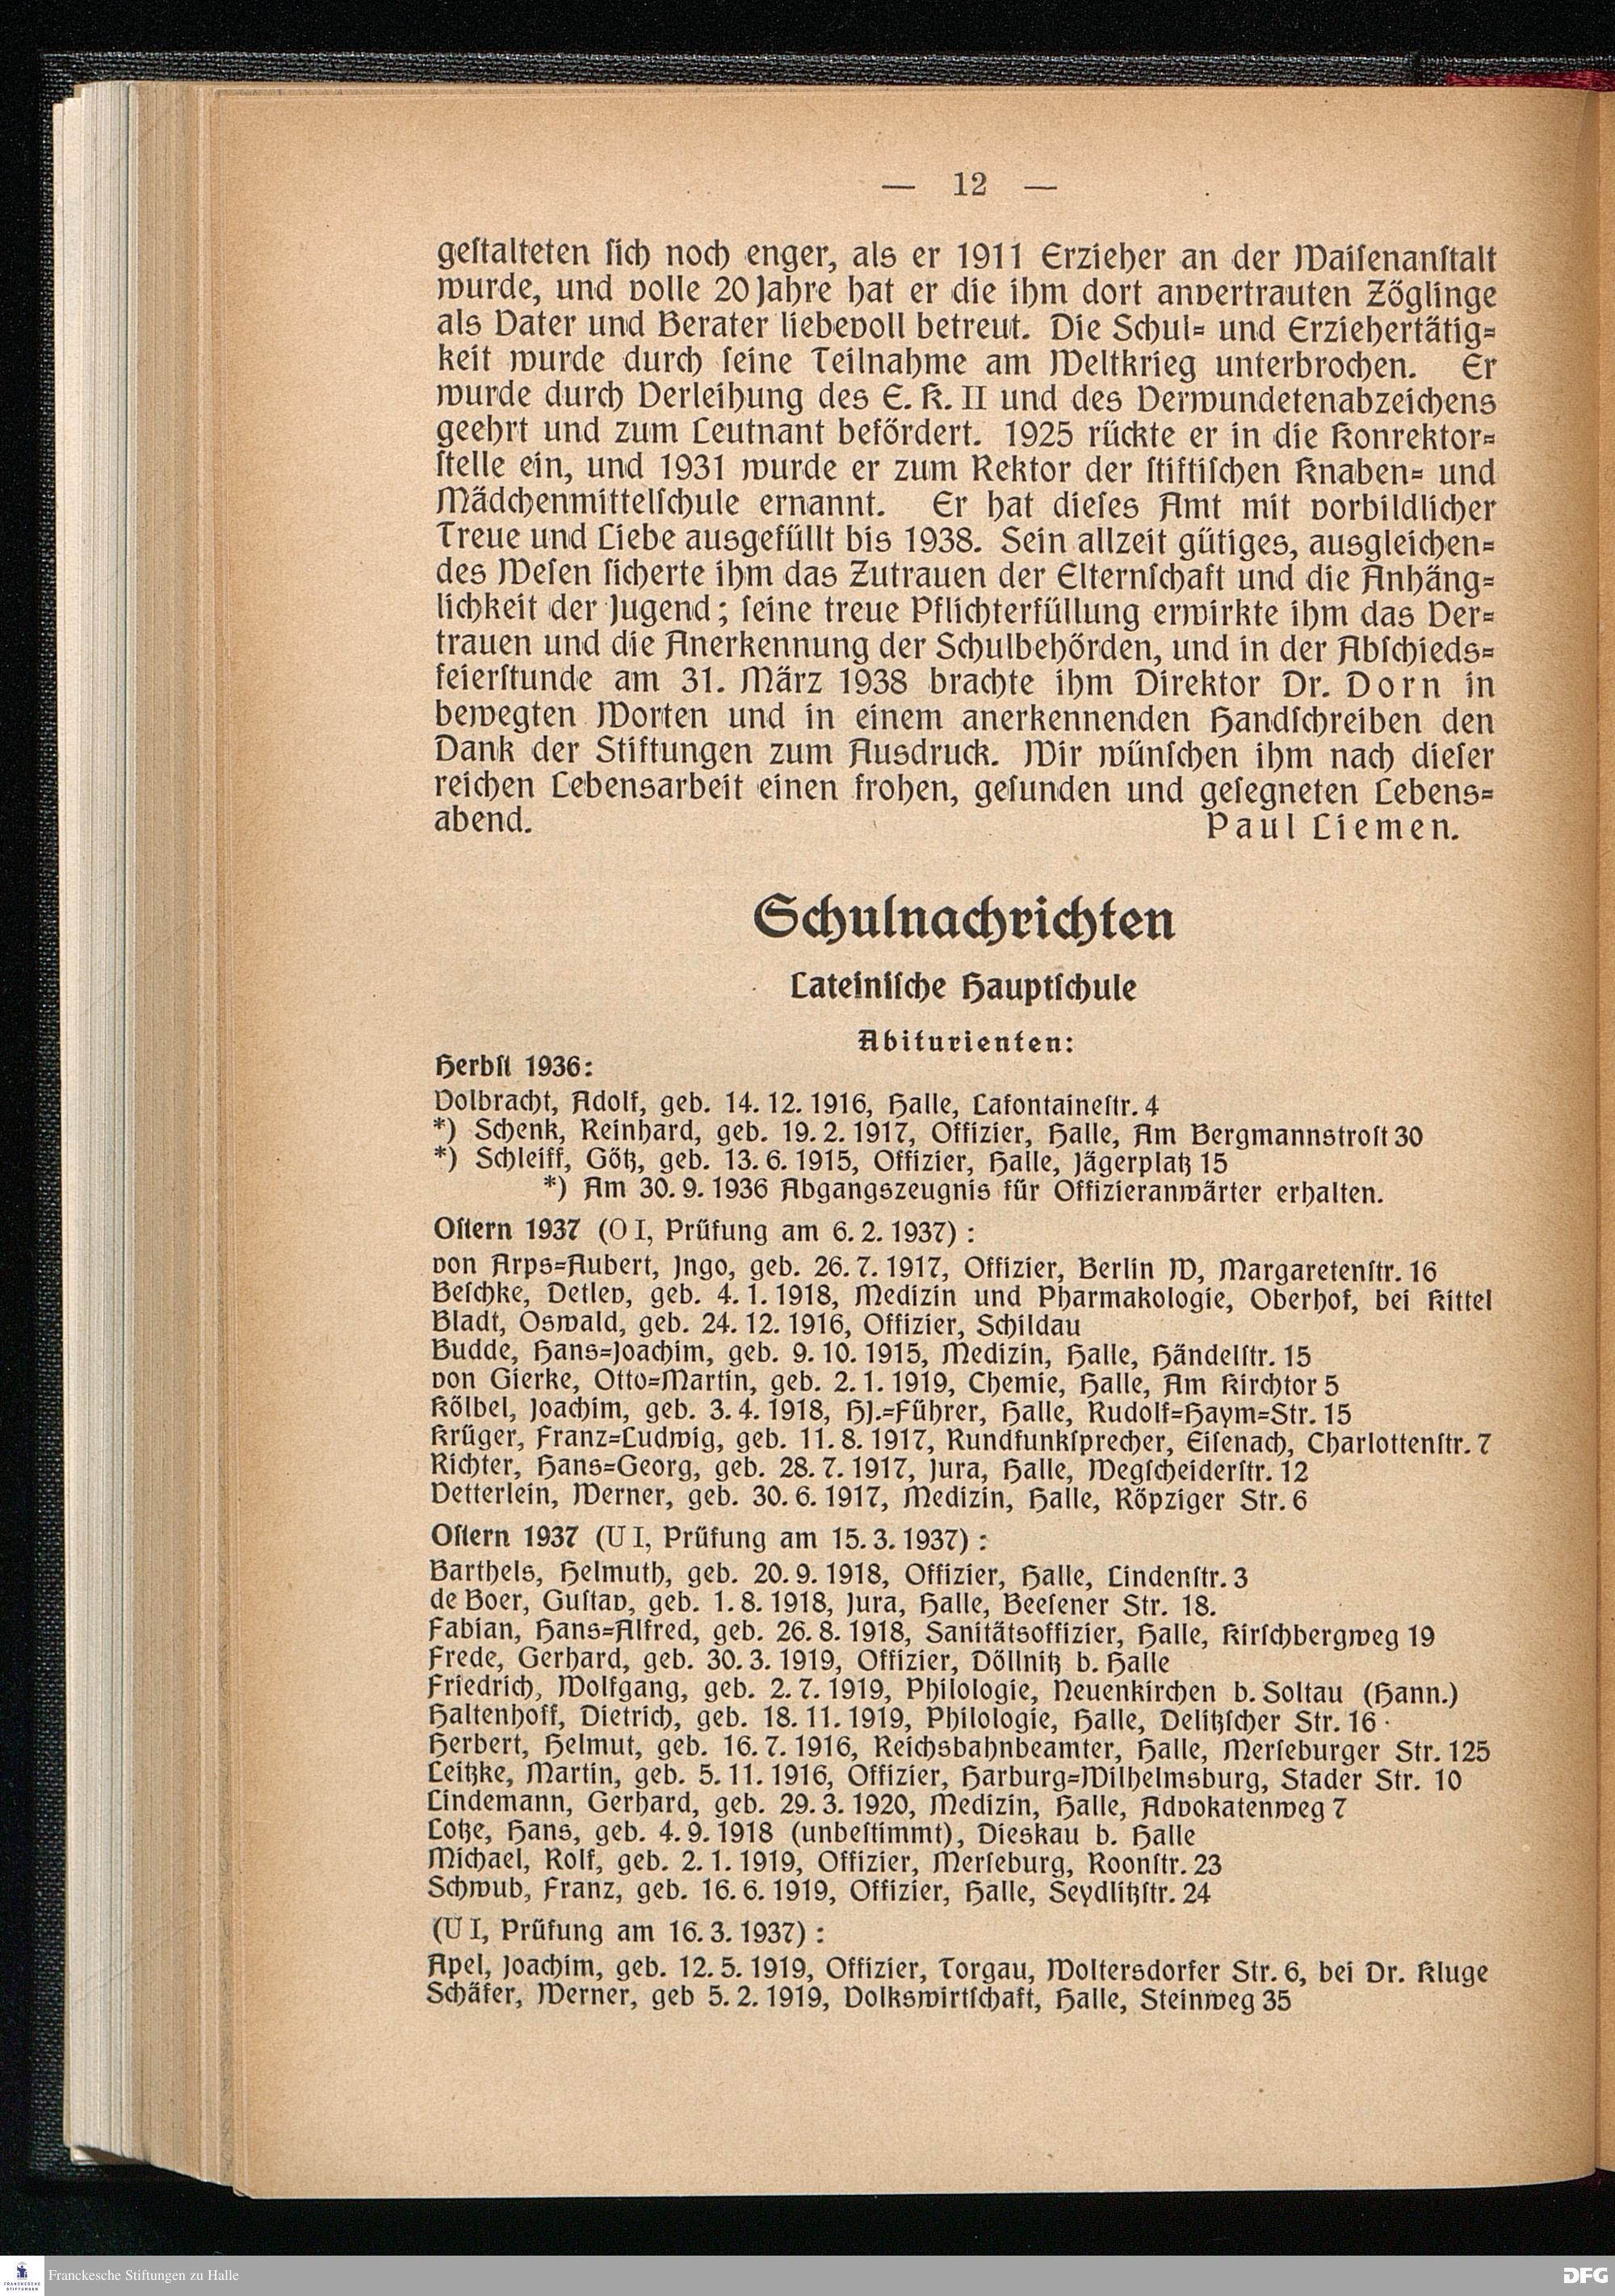 — 12 —
gestalteten sich noch enger, als er 1911 Erzieher an der Waisenanstalt
wurde, und volle 20 Jahre hat er die ihm dort anvertrauten Zöglinge
als Vater und Berater liebevoll betreut. Die Schul- und Erziehertätig-
keit wurde durch seine Teilnahme am Weltkrieg unterbrochen. Er
wurde durch Verleihung des E. K. II und des Verwundetenabzeichens
geehrt und zum Leutnant befördert. 1925 rückte er in die Konrektor-
stelle ein, und 1931 wurde er zum Rektor der stiftischen Knaben- und
Mädchenmittelschule ernannt. Er hat dieses Amt mit vorbildlicher
Treue und Liebe ausgefüllt bis 1938. Sein allzeit gütiges, ausgleichen-
des Wesen sicherte ihm das Zutrauen der Elternschaft und die Anhäng-
lichkeit der Jugend; seine treue Pflichterfüllung erwirkte ihm das Ver-
trauen und die Anerkennung der Schulbehörden, und in der Abschieds-
feierstunde am 31. März 1938 brachte ihm Direktor Dr. Dorn in
bewegten Worten und in einem anerkennenden Handschreiben den
Dank der Stiftungen zum Ausdruck. Wir wünschen ihm nach dieser
reichen Lebensarbeit einen frohen, gesunden und gesegneten Lebens-
abend. Paul Liemen.
Schulnachrichten
Lateinische Hauptschule
Abiturienten:
Herbst 1936:
Volbracht, Adolf, geb. 14. 12. 1916, Halle, Lafontainestr. 4
*) Schenk, Reinhard, geb. 19. 2. 1917, Offizier, Halle, Am Bergmannstrost 30
*) Schleiff, Götz, geb. 13. 6. 1915, Offizier, Halle, Jägerplatz 15
*) Am 30. 9. 1936 Abgangszeugnis für Offizieranwärter erhalten.
Ostern 1937 (O I, Prüfung am 6. 2. 1937) :
von Arps-Aubert, Ingo, geb. 26. 7. 1917, Offizier, Berlin W, Margaretenstr. 16
Beschke, Detlev, geb. 4. 1. 1918, Medizin und Pharmakologie, Oberhof, bei Kittel
Bladt, Oswald, geb. 24. 12. 1916, Offizier, Schildau
Budde, Hans-Joachim, geb. 9. 10. 1915, Medizin, Halle, Händelstr. 15
von Gierke, Otto-Martin, geb. 2. 1. 1919, Chemie, Halle, Am Kirchtor 5
Kölbel, Joachim, geb. 3. 4. 1918, HJ.-Führer, Halle, Rudolf-Haym-Str. 15
Krüger, Franz-Ludwig, geb. 11. 8. 1917, Rundfunksprecher, Eisenach, Charlottenstr. 7
Richter, Hans-Georg, geb. 28. 7. 1917, Jura, Halle, Wegscheiderstr. 12
Vetterlein, Werner, geb. 30. 6. 1917, Medizin, Halle, Röpziger Str. 6
Ostern 1937 (U I, Prüfung am 15. 3. 1937) :
Barthels, Helmuth, geb. 20. 9. 1918, Offizier, Halle, Lindenstr. 3
de Boer, Gustav, geb. 1. 8. 1918, Jura, Halle, Beesener Str. 18.
Fabian, Hans-Alfred, geb. 26. 8. 1918, Sanitätsoffizier, Halle, Kirschbergweg 19
Frede, Gerhard, geb. 30. 3. 1919, Offizier, Döllnitz b. Halle
Friedrich, Wolfgang, geb. 2. 7. 1919, Philologie, Neuenkirchen b. Soltau (Hann.)
Haltenhoff, Dietrich, geb. 18. 11. 1919, Philologie, Halle, Delitzscher Str. 16
Herbert, Helmut, geb. 16. 7. 1916, Reichsbahnbeamter, Halle, Merseburger Str. 125
Leitzke, Martin, geb. 5. 11. 1916, Offizier, Harburg-Wilhelmsburg, Stader Str. 10
Lindemann, Gerhard, geb. 29. 3. 1920, Medizin, Halle, Advokatenweg 7
Lotze, Hans, geb. 4. 9. 1918 (unbestimmt), Dieskau b. Halle
Michael, Rolf, geb. 2. 1. 1919, Offizier, Merseburg, Roonstr. 23
Schwub, Franz, geb. 16. 6. 1919, Offizier, Halle, Seydlitzstr. 24
(U I, Prüfung am 16. 3. 1937) :
Apel, Joachim, geb. 12. 5. 1919, Offizier, Torgau, Woltersdorfer Str. 6, bei Dr. Kluge
Schäfer, Werner, geb 5. 2. 1919, Volkswirtschaft, Halle, Steinweg 35
FRANCKESCHE
STIFTUNGEN
Franckesche Stiftungen zu Halle
DFG